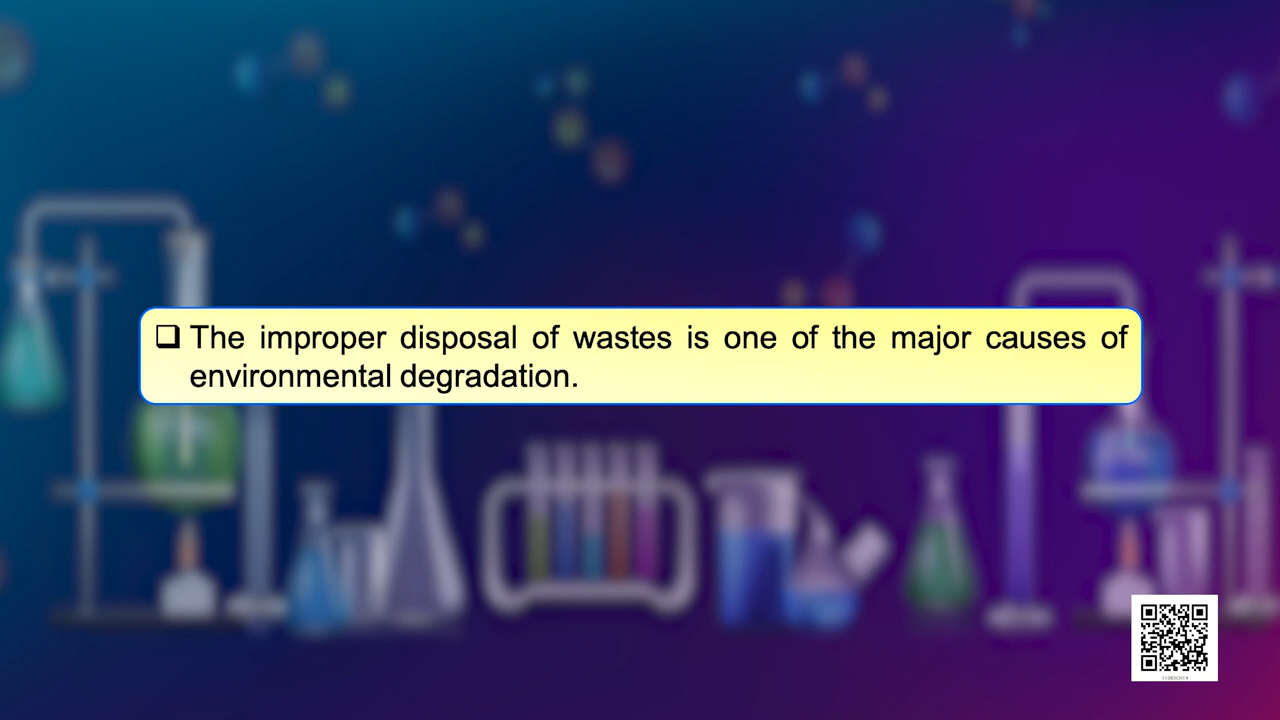 ❑ The improper disposal of wastes is one of the major causes of
environmental degradation.